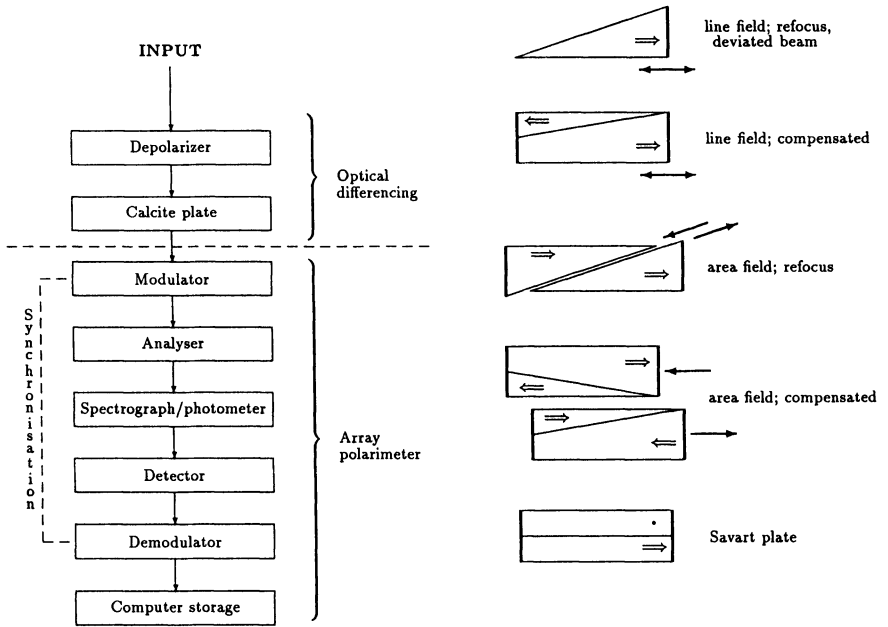 INPUT
Depolarizer
Calcite plate
Optical
differencing
Modulator
Analyser
Spectrograph/photometer
Detector
Demodulator
Computer storage
Synchronisation
Array
polarimeter
line field; refocus,
deviated beam
line field; compensated
area field; refocus
area field; compensated
Savart plate